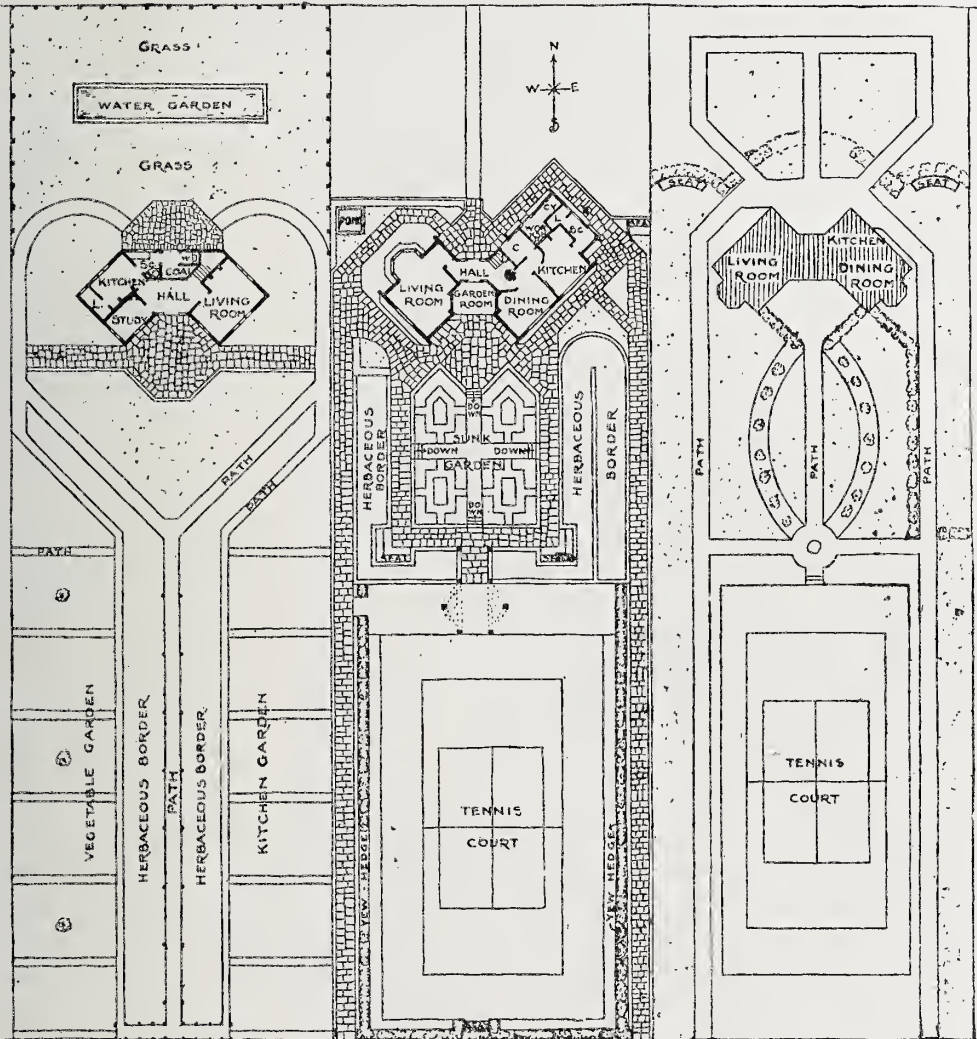 GRASS
WATER GARDEN
GRASS
KITCHEN
SC
COAL
W
L
HALL
STUDY
LIVING
ROOM
PATH
PATH
PATH
VEGETABLE GARDEN
HERBACEOUS BORDER
PATH
HERBACEOUS BORDER
KITCHEN GARDEN
N
W E
S
CY
L
SC
C
KITCHEN
HALL
LIVING
ROOM
GARDEN
ROOM
DINING
ROOM
HERBACEOUS
BORDER
DOWN
SUNK
DOWN DOWN
GARDEN
DOWN
HERBACEOUS
BORDER
SEAT
YEW HEDGE
TENNIS
COURT
YEW HEDGE
SEAT
SEAT
LIVING
ROOM
KITCHEN
DINING
ROOM
PATH
PATH
PATH
TENNIS
COURT